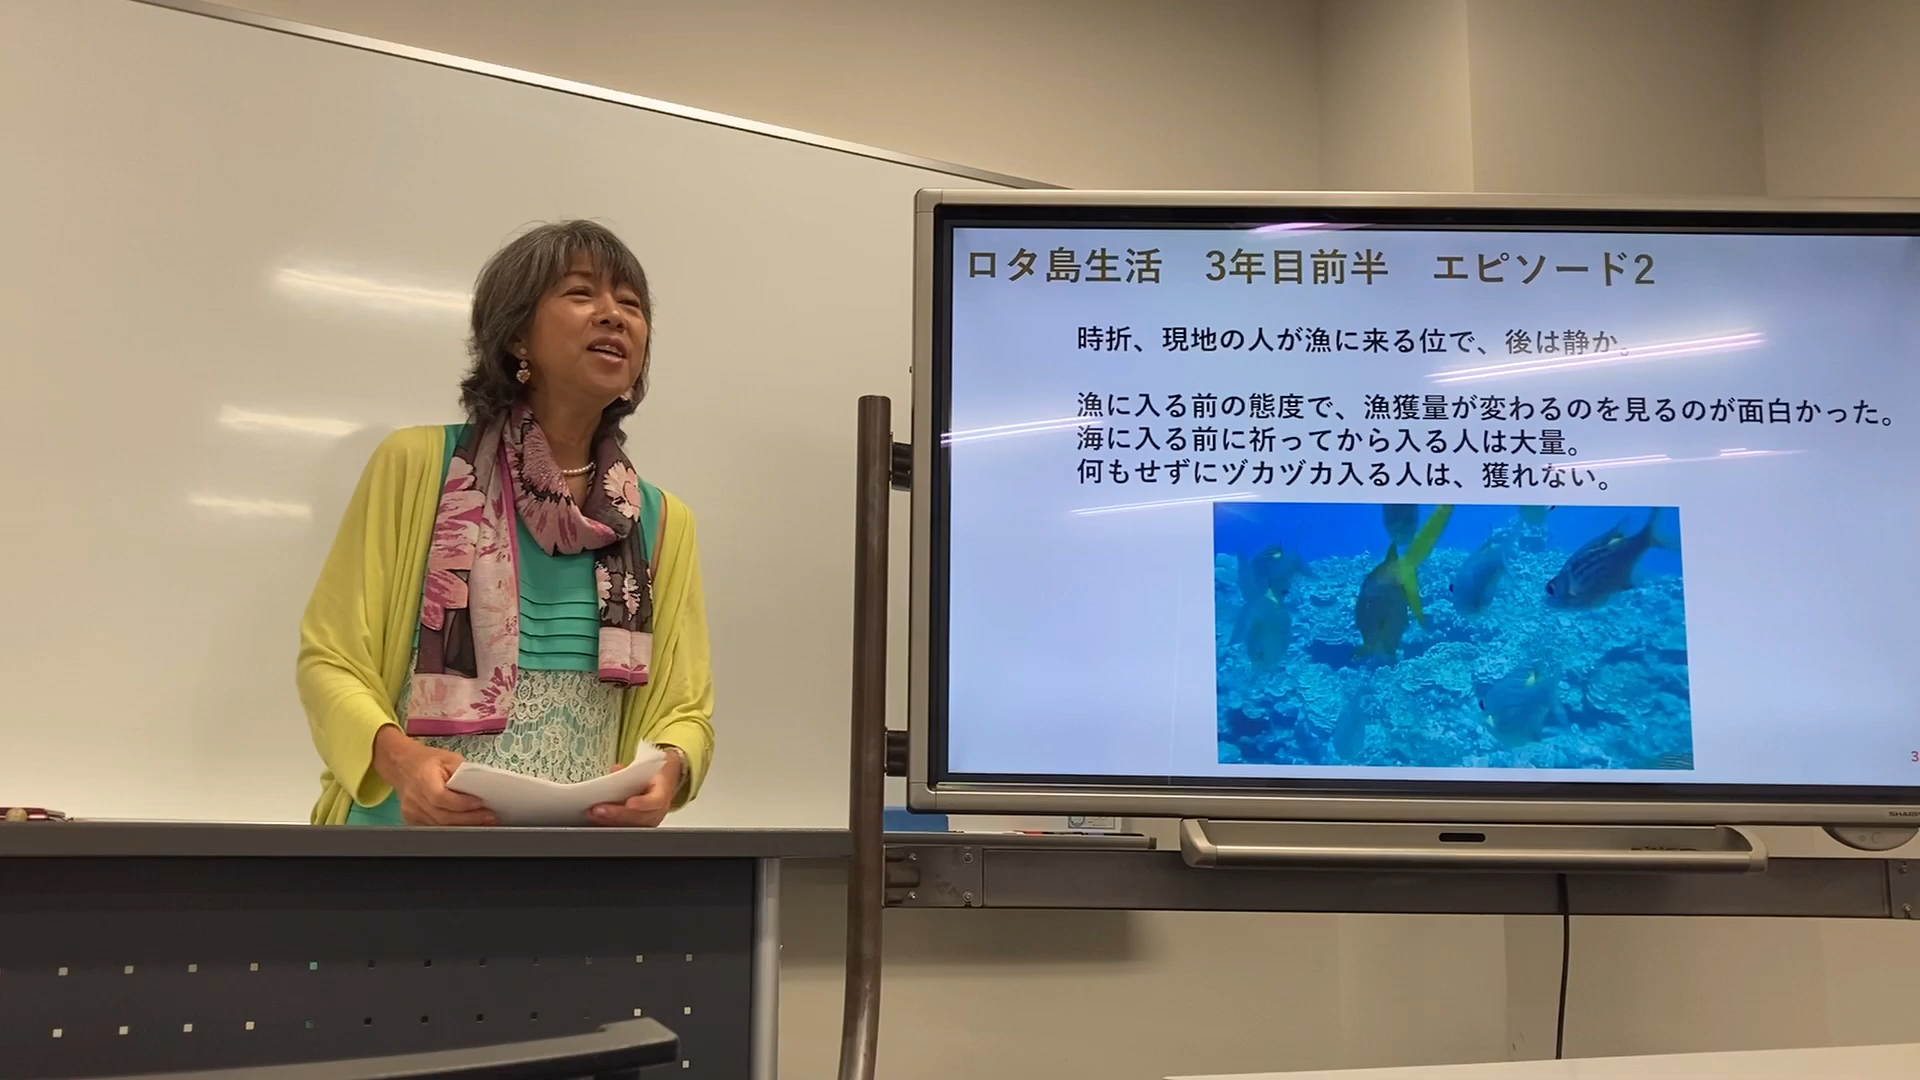 ロタ島生活　3年目前半　エピソード2
時折、現地の人が漁に来る位で、後は静か。
漁に入る前の態度で、漁獲量が変わるのを見るのが面白かった。
海に入る前に祈ってから入る人は大量。
何もせずにヅカヅカ入る人は、獲れない。
3
SHARP